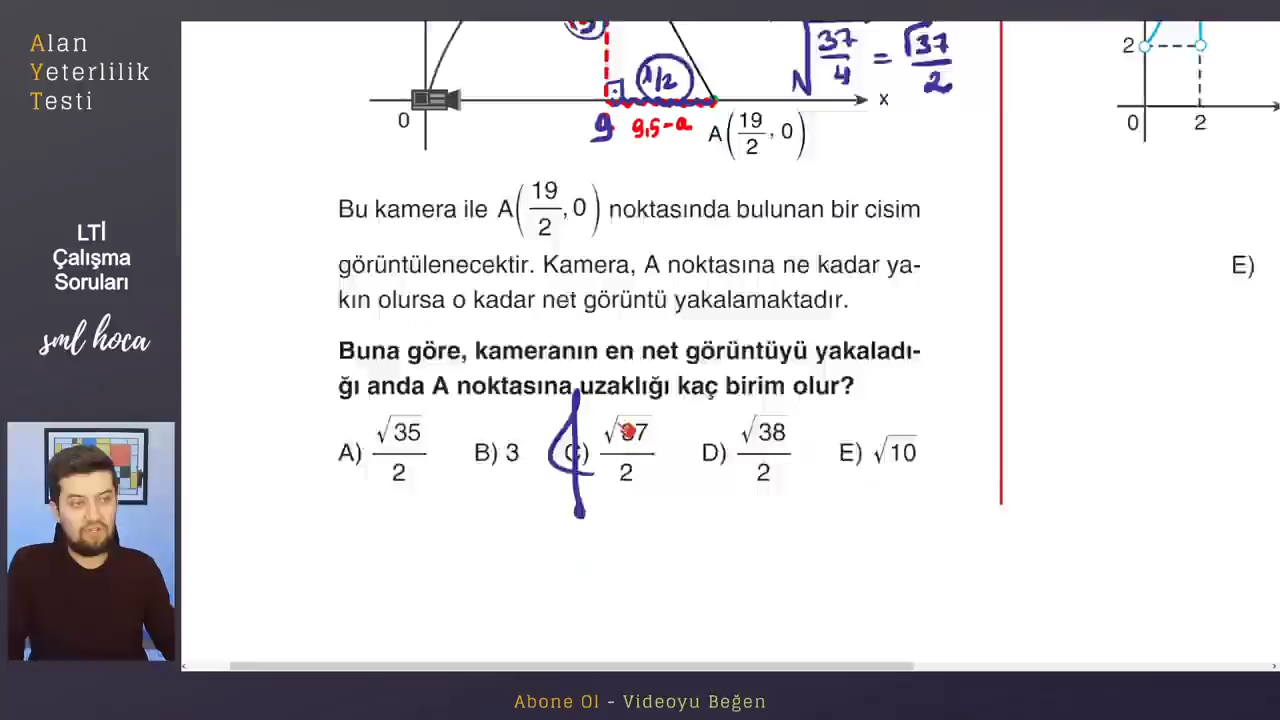 Alan
Yeterlilik
Testi
LTİ
Çalışma
Soruları
sml hoca
1/2
√37/4 = √37/2
0
9
9,5-a
A(19/2, 0)
x
2
0
2
Bu kamera ile A(19/2, 0) noktasında bulunan bir cisim
görüntülenecektir. Kamera, A noktasına ne kadar ya-
kın olursa o kadar net görüntü yakalamaktadır.
Buna göre, kameranın en net görüntüyü yakaladı-
ğı anda A noktasına uzaklığı kaç birim olur?
A) √35/2 B) 3 C) √37/2 D) √38/2 E) √10
E)
Abone Ol - Videoyu Beğen